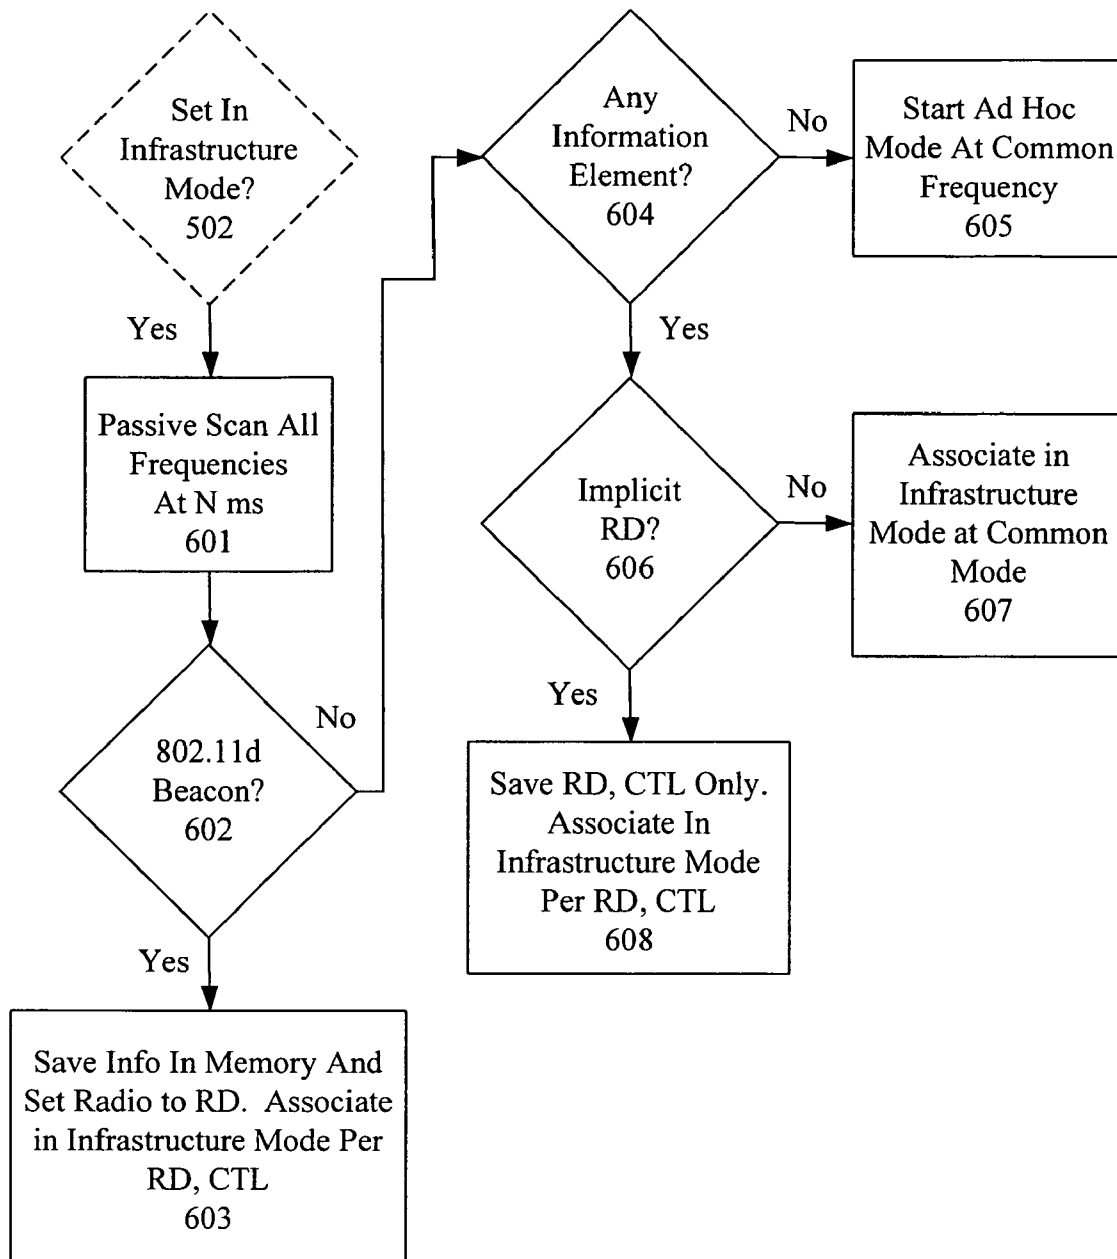 Set In
Infrastructure
Mode?
502
Yes
Passive Scan All
Frequencies
At N ms
601
802.11d
Beacon?
602
No
Yes
Save Info In Memory And
Set Radio to RD. Associate
in Infrastructure Mode Per
RD, CTL
603
Any
Information
Element?
604
No
Start Ad Hoc
Mode At Common
Frequency
605
Yes
Implicit
RD?
606
No
Associate in
Infrastructure
Mode at Common
Mode
607
Yes
Save RD, CTL Only.
Associate In
Infrastructure Mode
Per RD, CTL
608